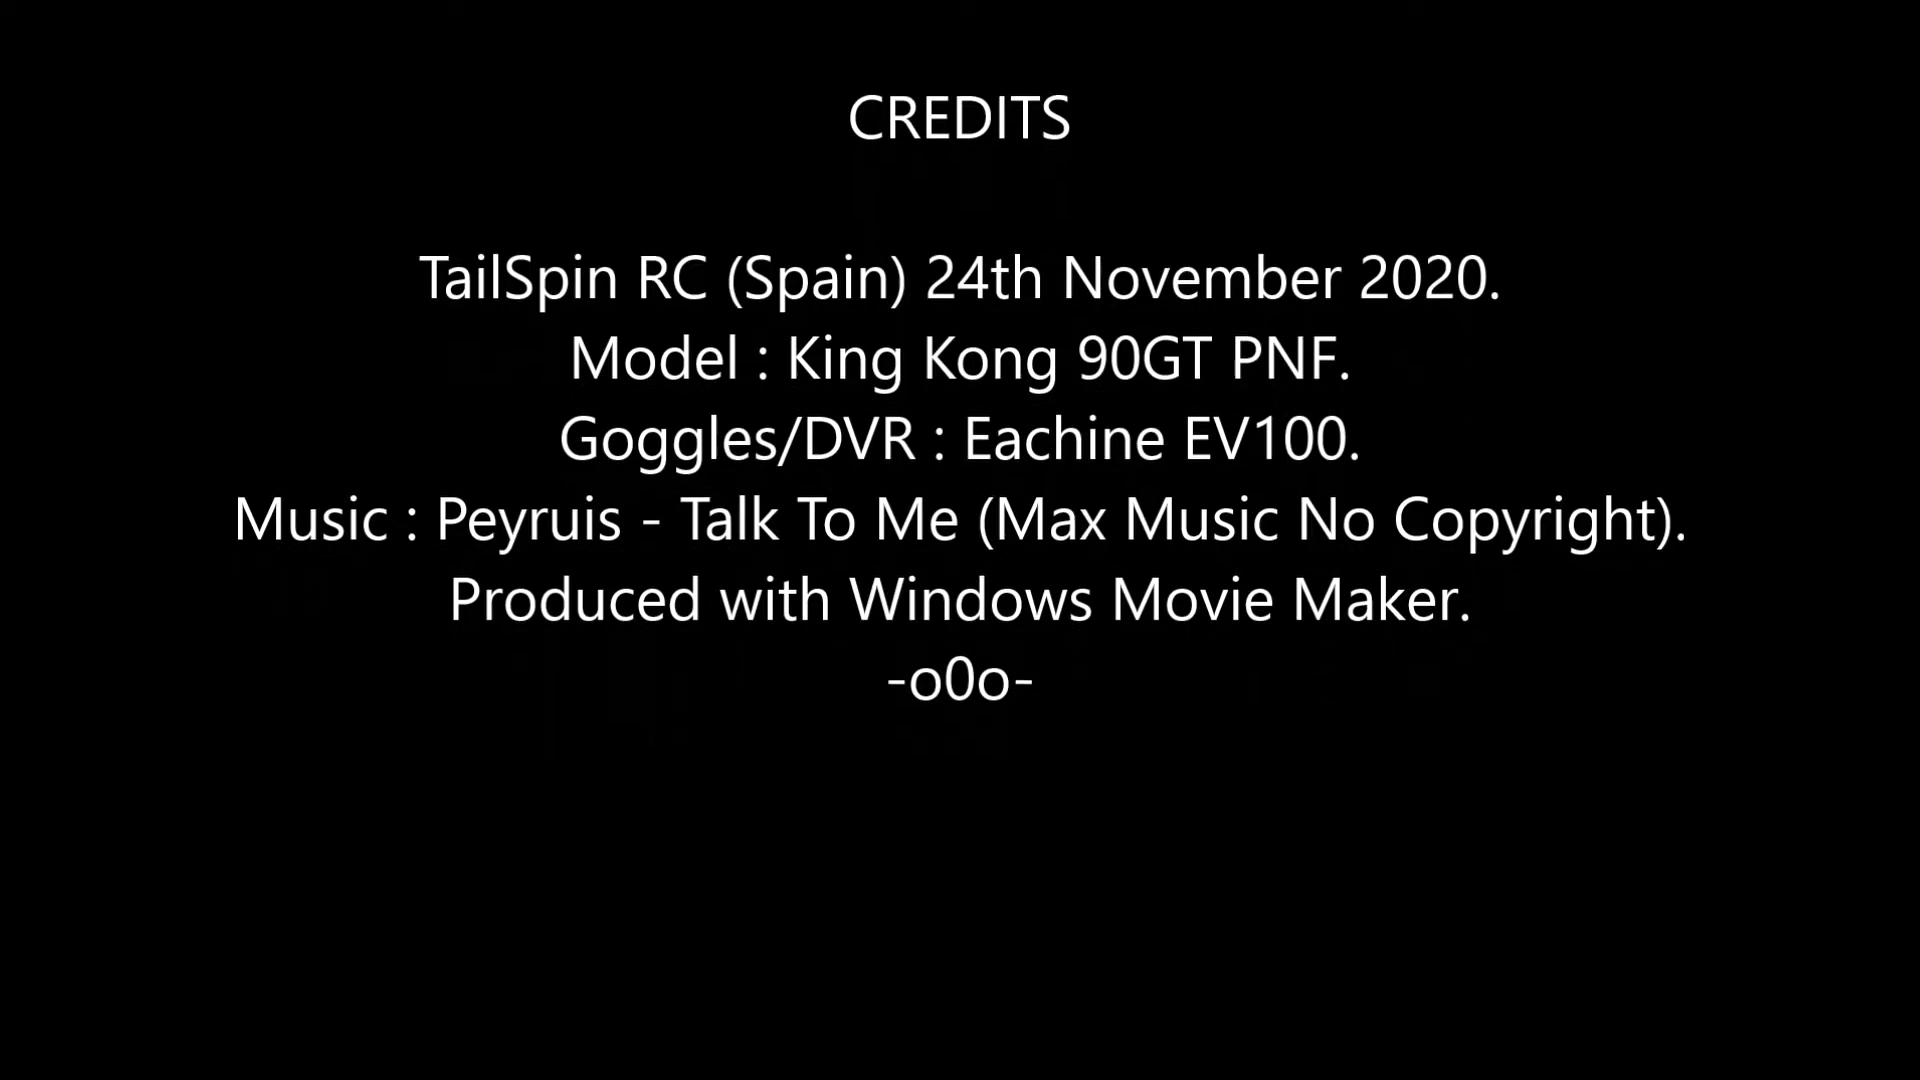 CREDITS
TailSpin RC (Spain) 24th November 2020.
Model : King Kong 90GT PNF.
Goggles/DVR : Eachine EV100.
Music : Peyruis - Talk To Me (Max Music No Copyright).
Produced with Windows Movie Maker.
-o0o-